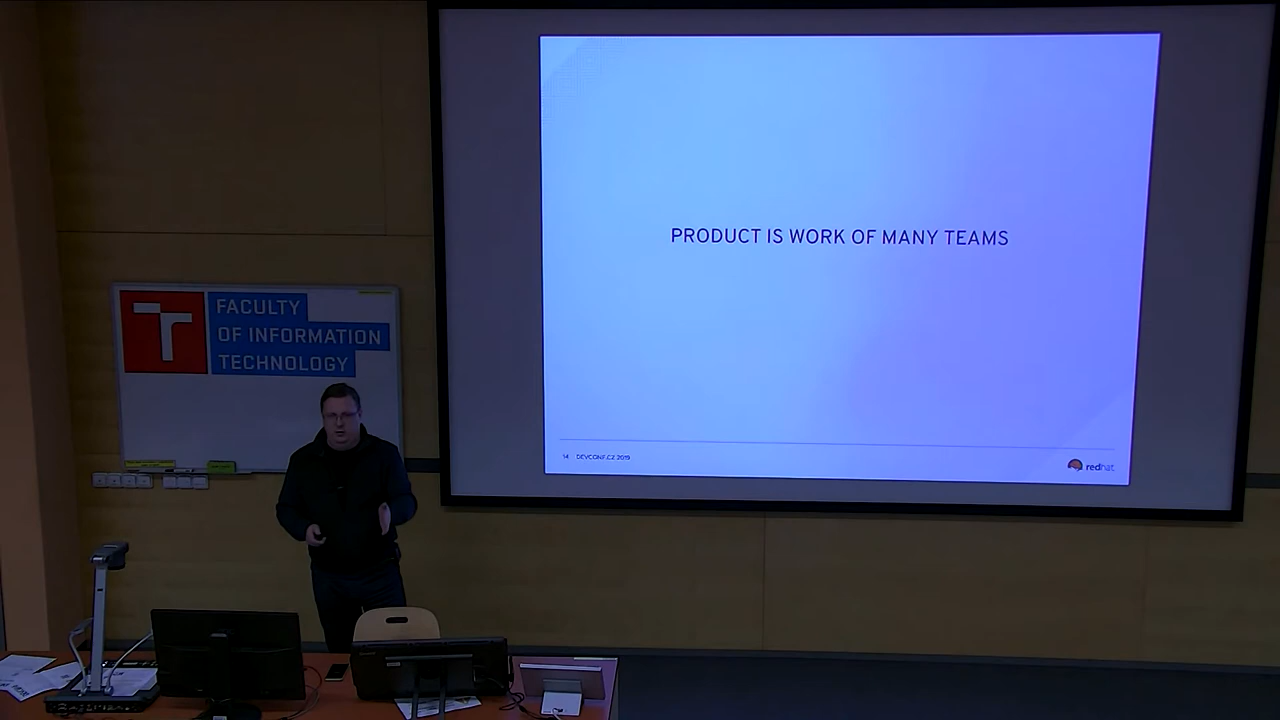 PRODUCT IS WORK OF MANY TEAMS
14 DEVCONF.CZ 2019
redhat
FACULTY
OF INFORMATION
TECHNOLOGY